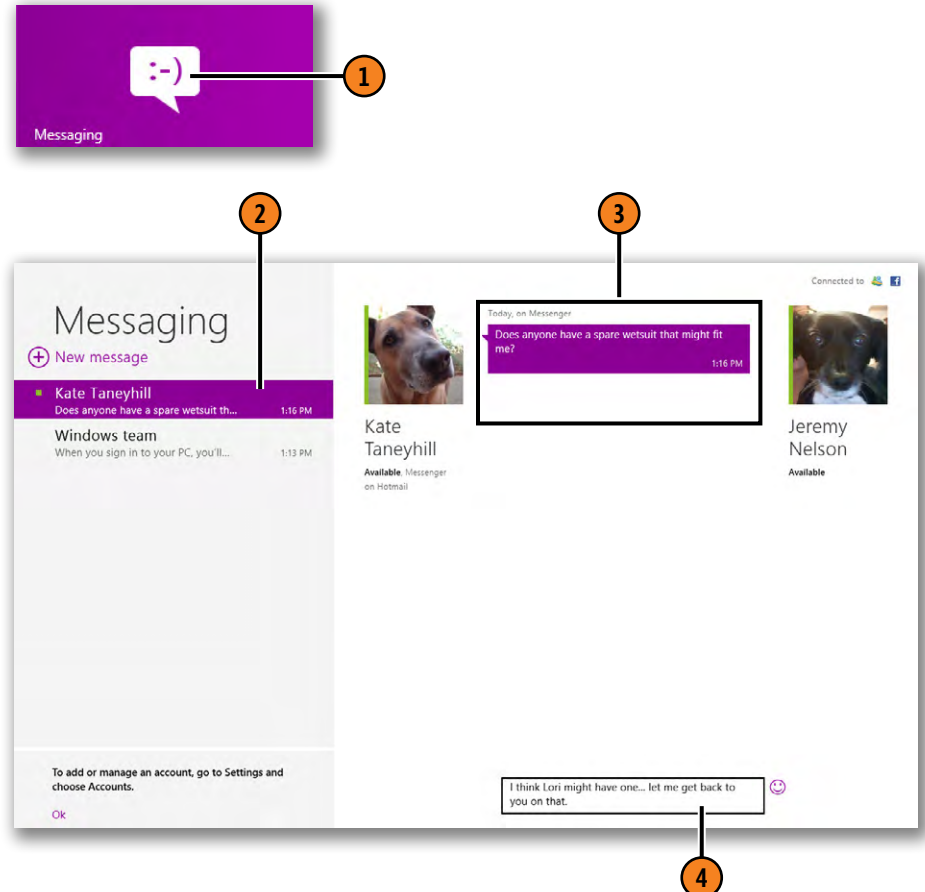 :-)
1
Messaging
2
3
Connected to
Messaging
New message
Today, on Messenger
Does anyone have a spare wetsuit that might fit
me?
1:16 PM
Kate Taneyhill
Does anyone have a spare wetsuit th... 1:16 PM
Windows team
When you sign in to your PC, you'll... 1:13 PM
Kate
Taneyhill
Available, Messenger
on Hotmail
Jeremy
Nelson
Available
To add or manage an account, go to Settings and
choose Accounts.
Ok
I think Lori might have one... let me get back to
you on that.
4